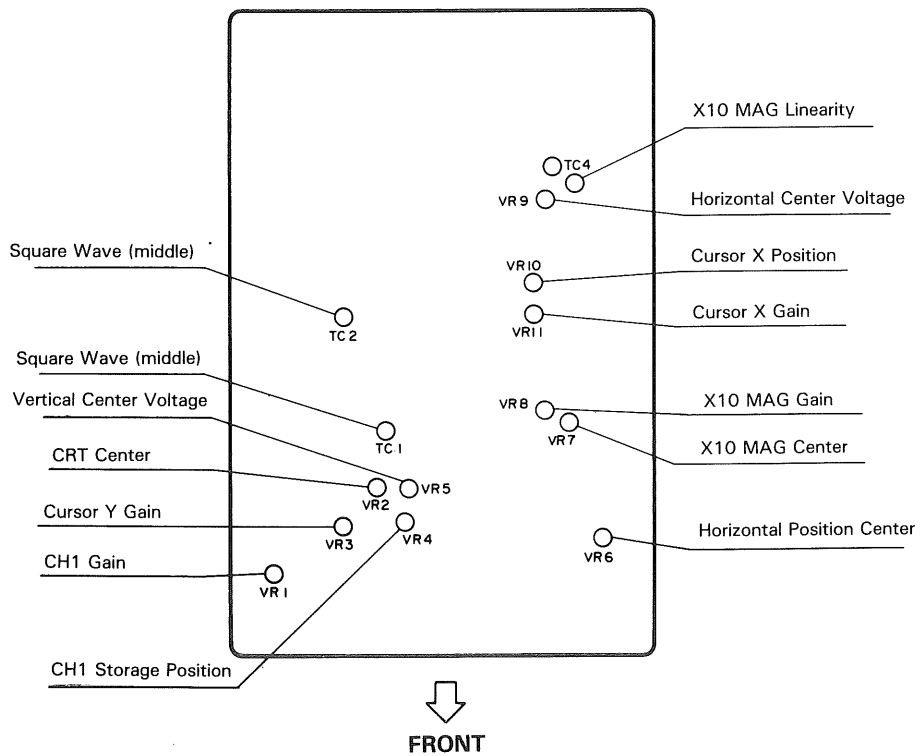 X10 MAG Linearity
TC4
VR9
Horizontal Center Voltage
Square Wave (middle)
VR10
Cursor X Position
TC2
VR11
Cursor X Gain
Square Wave (middle)
Vertical Center Voltage
VR8
X10 MAG Gain
TC1
VR7
CRT Center
X10 MAG Center
VR2
VR5
Cursor Y Gain
VR3
VR4
Horizontal Position Center
VR6
CH1 Gain
VR1
CH1 Storage Position
FRONT